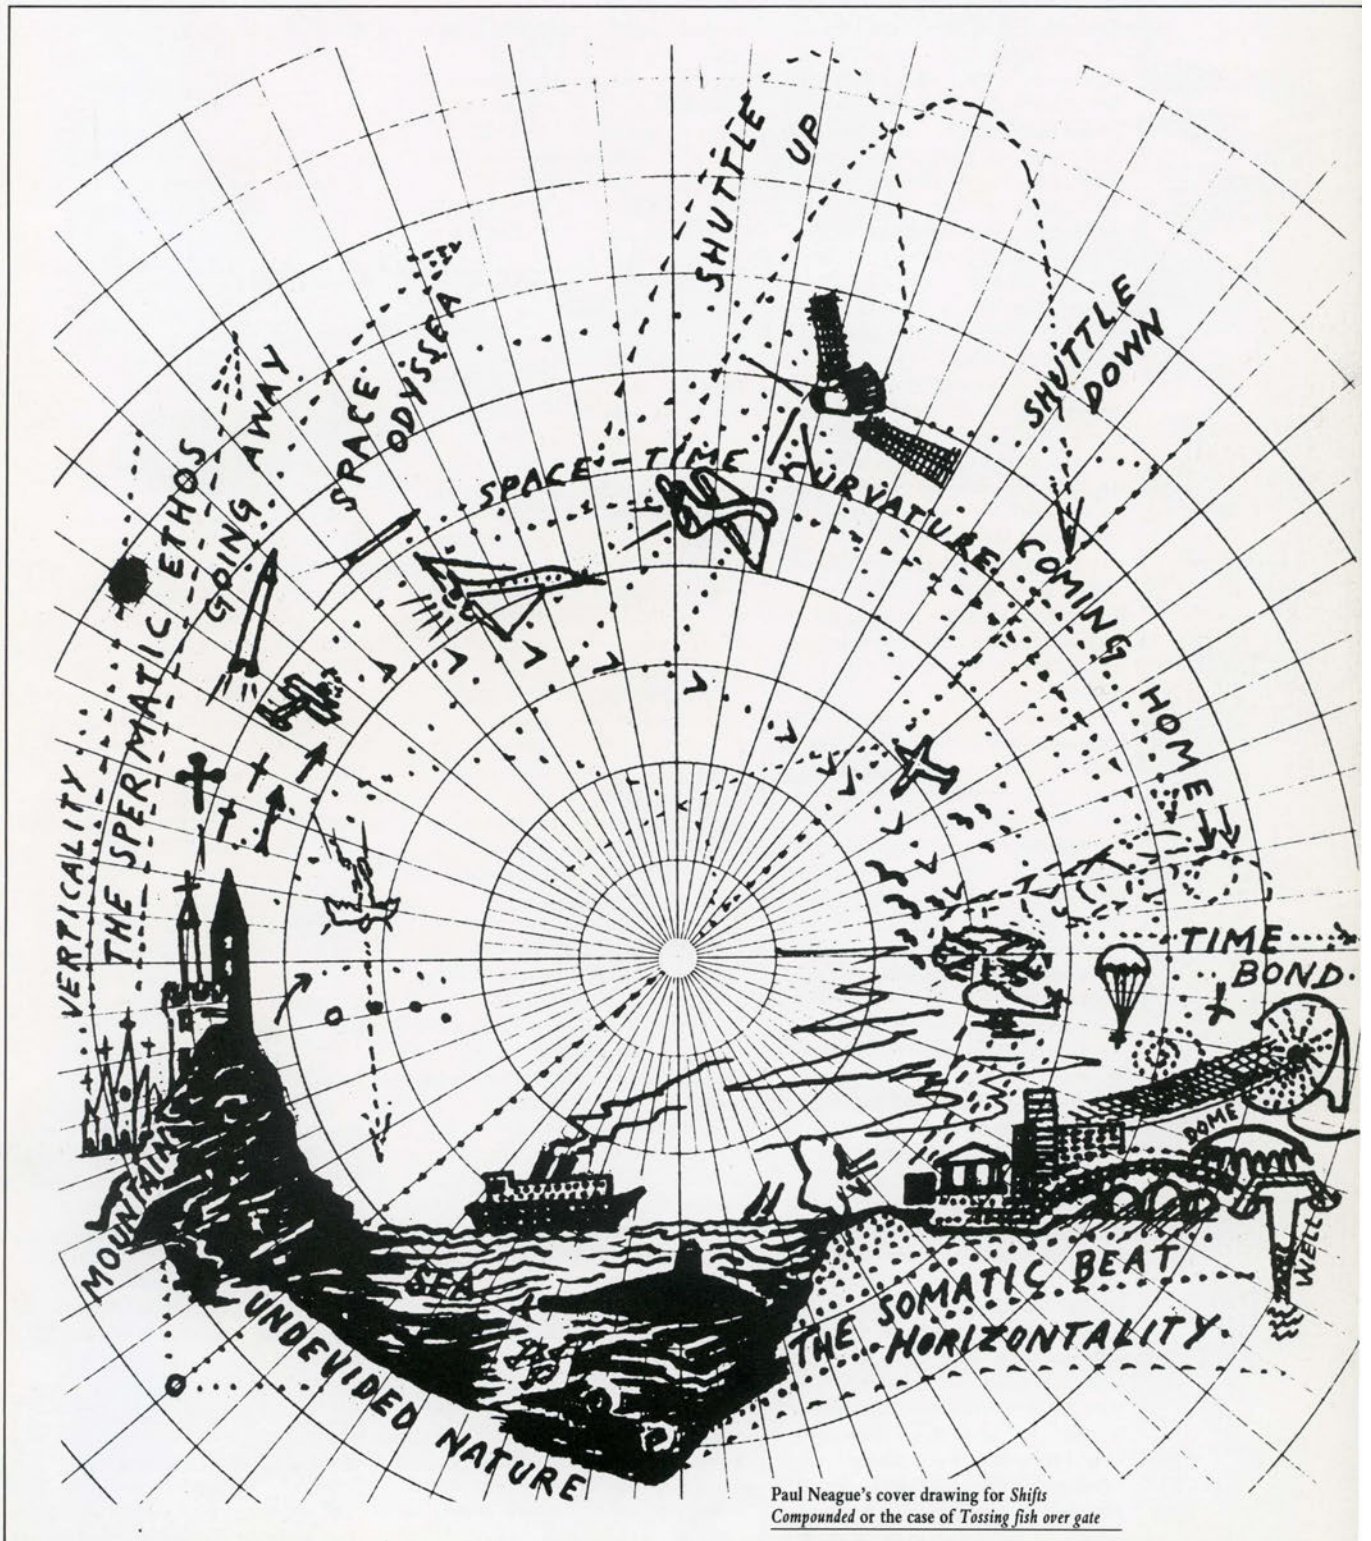 SHUTTLE
UP
SHUTTLE
DOWN
SPACE
ODYSSEA
GOING AWAY
THE SPERMATIC ETHOS
VERTICALITY
SPACE-TIME CURVATURE
COMING HOME
TIME
BOND
DOME
WELL
MOUNTAIN
SEA
UNDEVIDED NATURE
THE SOMATIC BEAT
HORIZONTALITY
Paul Neague's cover drawing for Shifts
Compounded or the case of Tossing fish over gate